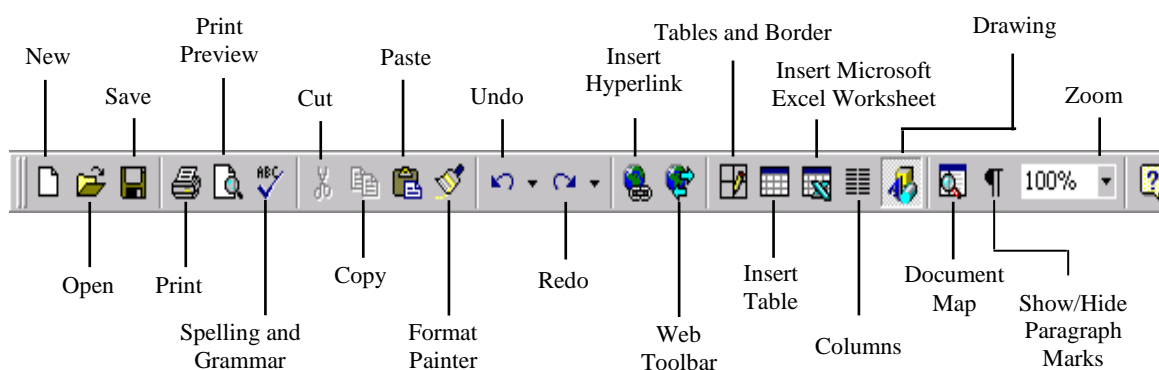 New
Save
Print
Preview
Cut
Paste
Undo
Insert
Hyperlink
Tables and Border
Insert Microsoft
Excel Worksheet
Drawing
Zoom
ABC
100%
?
Open
Print
Spelling and
Grammar
Copy
Format
Painter
Redo
Web
Toolbar
Insert
Table
Columns
Document
Map
Show/Hide
Paragraph
Marks